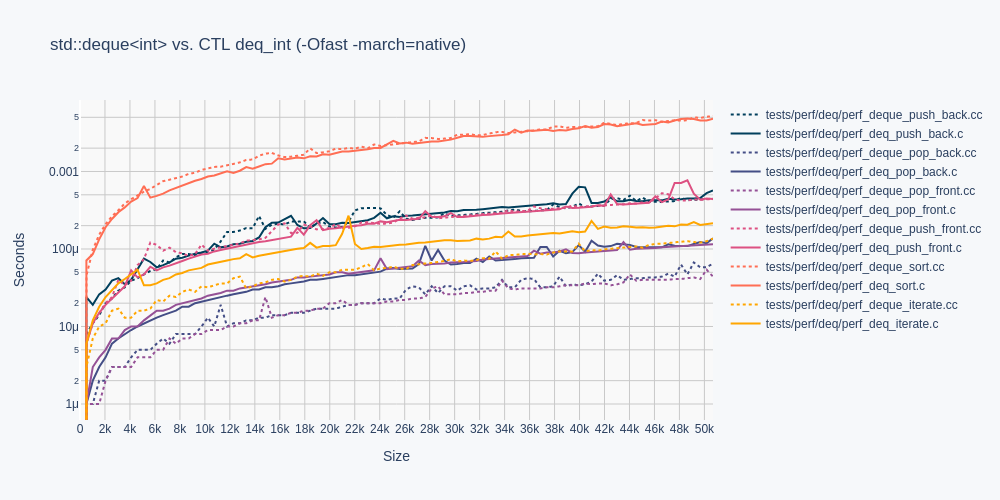 std::deque<int> vs. CTL deq_int (-Ofast -march=native)
Seconds
5
2
0.001
5
2
100μ
5
2
10μ
5
2
1μ
0 2k 4k 6k 8k 10k 12k 14k 16k 18k 20k 22k 24k 26k 28k 30k 32k 34k 36k 38k 40k 42k 44k 46k 48k 50k
Size
tests/perf/deq/perf_deque_push_back.cc
tests/perf/deq/perf_deq_push_back.c
tests/perf/deq/perf_deque_pop_back.cc
tests/perf/deq/perf_deq_pop_back.c
tests/perf/deq/perf_deque_pop_front.cc
tests/perf/deq/perf_deq_pop_front.c
tests/perf/deq/perf_deque_push_front.cc
tests/perf/deq/perf_deq_push_front.c
tests/perf/deq/perf_deque_sort.cc
tests/perf/deq/perf_deq_sort.c
tests/perf/deq/perf_deque_iterate.cc
tests/perf/deq/perf_deq_iterate.c